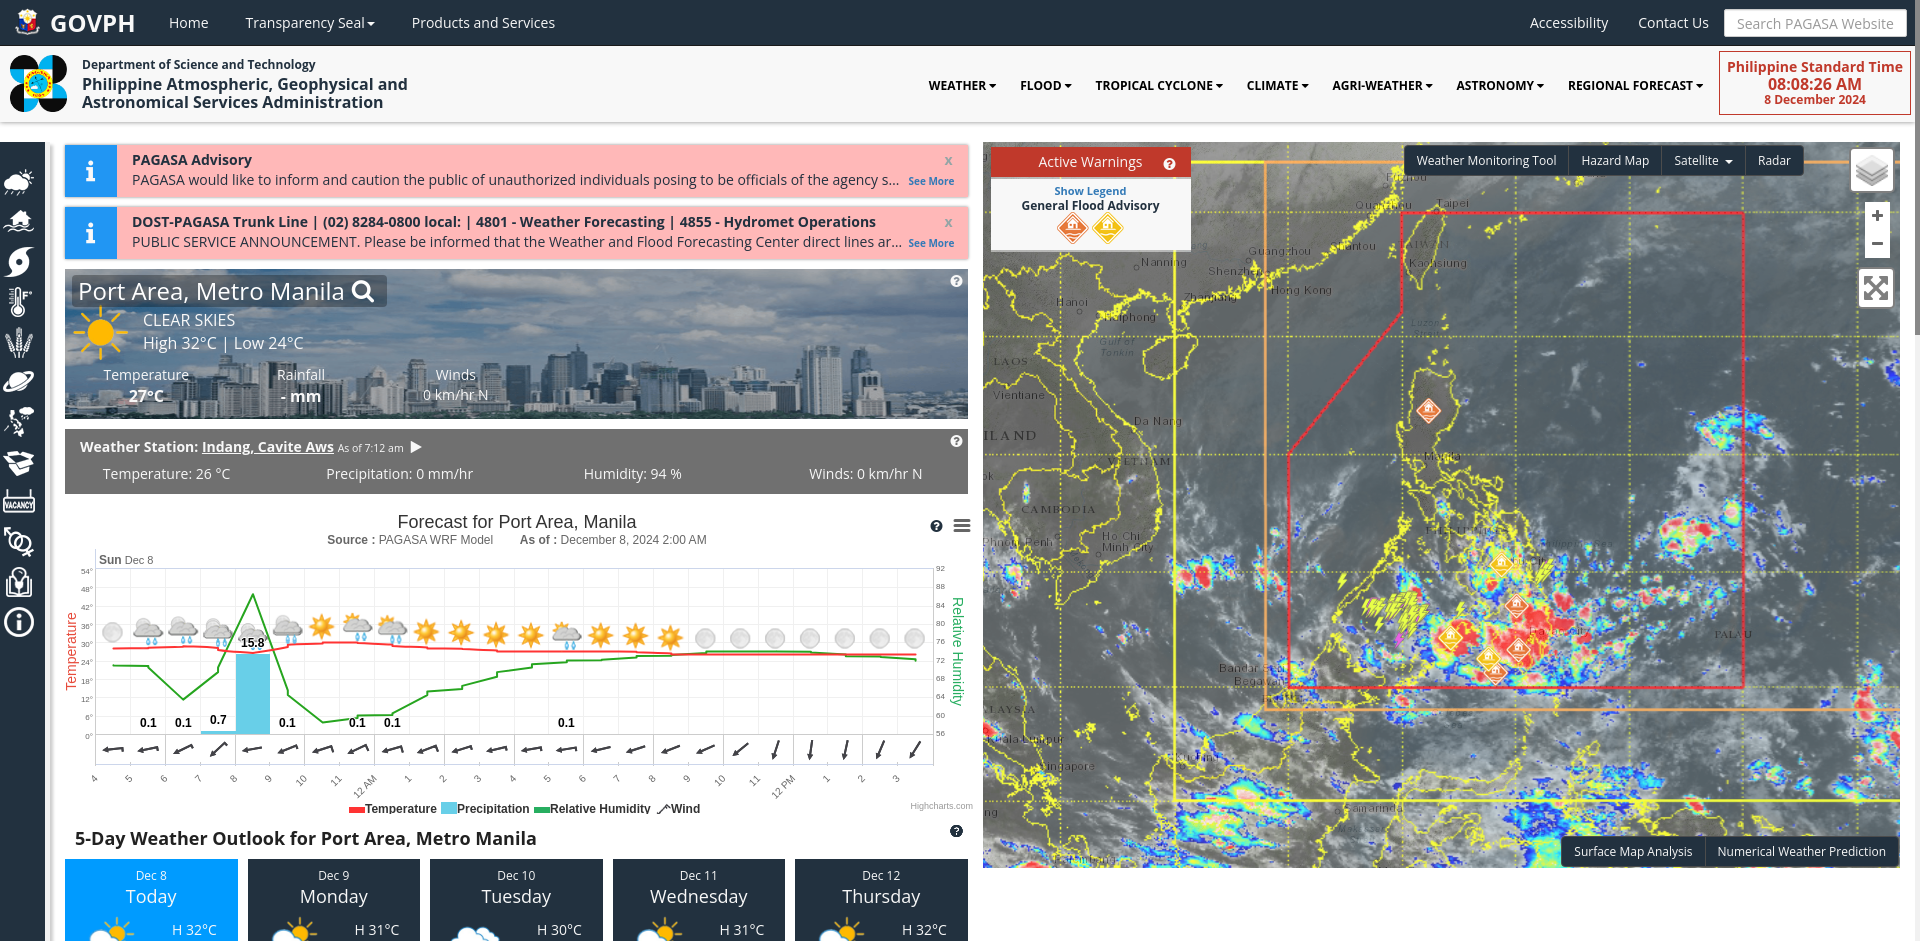 GOVPH
Home
Transparency Seal
Products and Services
Accessibility
Contact Us
Search PAGASA Website
Department of Science and Technology
Philippine Atmospheric, Geophysical and
Astronomical Services Administration
WEATHER
FLOOD
TROPICAL CYCLONE
CLIMATE
AGRI-WEATHER
ASTRONOMY
REGIONAL FORECAST
Philippine Standard Time
08:08:26 AM
8 December 2024
VACANCY
PAGASA Advisory
x
PAGASA would like to inform and caution the public of unauthorized individuals posing to be officials of the agency s... See More
DOST-PAGASA Trunk Line | (02) 8284-0800 local: | 4801 - Weather Forecasting | 4855 - Hydromet Operations
x
PUBLIC SERVICE ANNOUNCEMENT. Please be informed that the Weather and Flood Forecasting Center direct lines ar... See More
Port Area, Metro Manila
CLEAR SKIES
High 32°C | Low 24°C
Temperature Rainfall Winds
27°C - mm 0 km/hr N
Weather Station: Indang, Cavite Aws As of 7:12 am
Temperature: 26 °C Precipitation: 0 mm/hr Humidity: 94 % Winds: 0 km/hr N
Forecast for Port Area, Manila
Source : PAGASA WRF Model As of : December 8, 2024 2:00 AM
Sun Dec 8
Temperature
54°
48°
42°
36°
30°
24°
18°
12°
6°
0°
15.8
0.1 0.1 0.7 0.1 0.1 0.1 0.1
92
88
84
80
76
72
68
64
60
56
Relative Humidity
4 5 6 7 8 9 10 11 12 AM 1 2 3 4 5 6 7 8 9 10 11 12 PM 1 2 3
Temperature Precipitation Relative Humidity Wind
Highcharts.com
5-Day Weather Outlook for Port Area, Metro Manila
Dec 8
Today
H 32°C
Dec 9
Monday
H 31°C
Dec 10
Tuesday
H 30°C
Dec 11
Wednesday
H 31°C
Dec 12
Thursday
H 32°C
Active Warnings
Show Legend
General Flood Advisory
Weather Monitoring Tool
Hazard Map
Satellite
Radar
+
−
Taipei
TAIWAN
Kaohsiung
Shantou
Guangzhou
Shenzhen
Hong Kong
Nanning
Zhanjiang
Hanoi
Haiphong
Gulf of
Tonkin
LAOS
Vientiane
Da Nang
ILAND
VIETNAM
CAMBODIA
Phnom Penh
Ho Chi
Minh City
Luzon
Manila
PALAU
Bandar Seri
Begawan
ALAYSIA
Kuala Lumpur
Singapore
Kuching
Samarinda
Surface Map Analysis
Numerical Weather Prediction